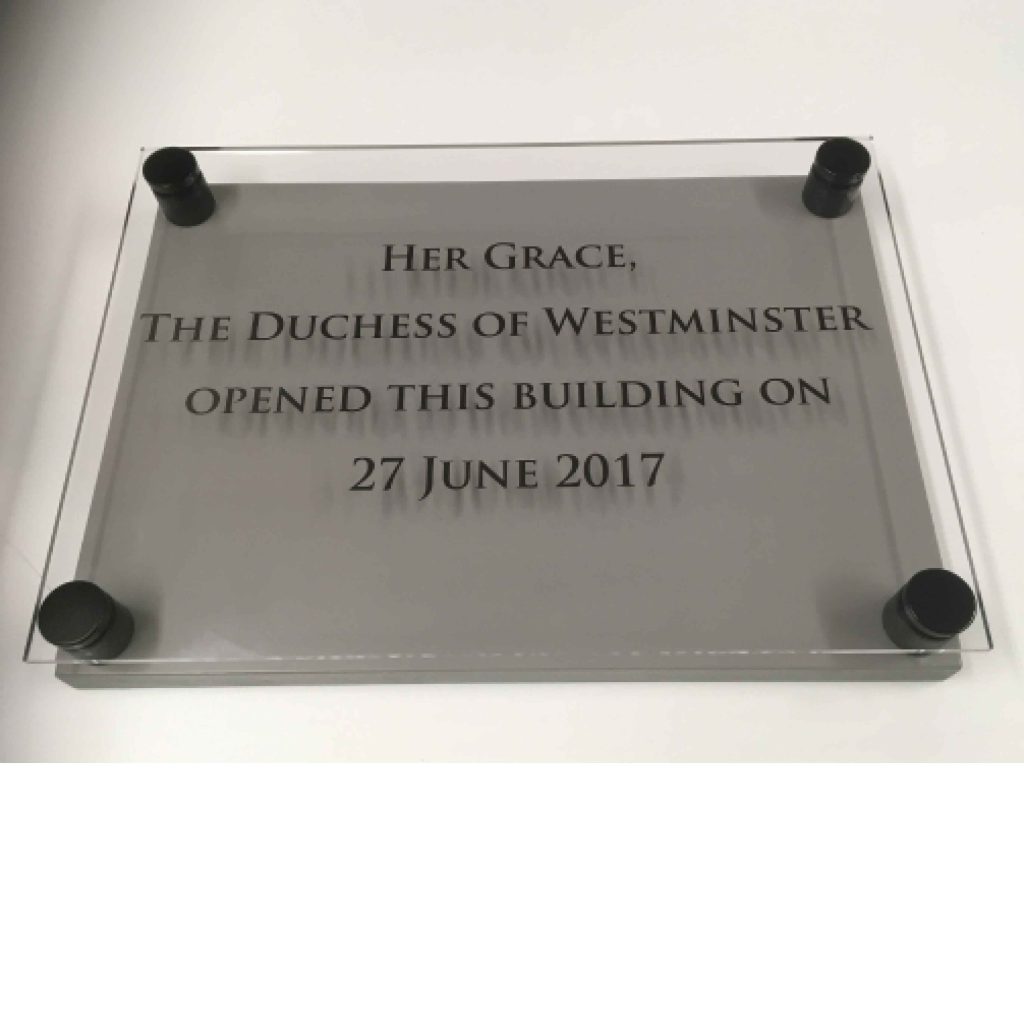 Her Grace,
The Duchess of Westminster
opened this building on
27 June 2017